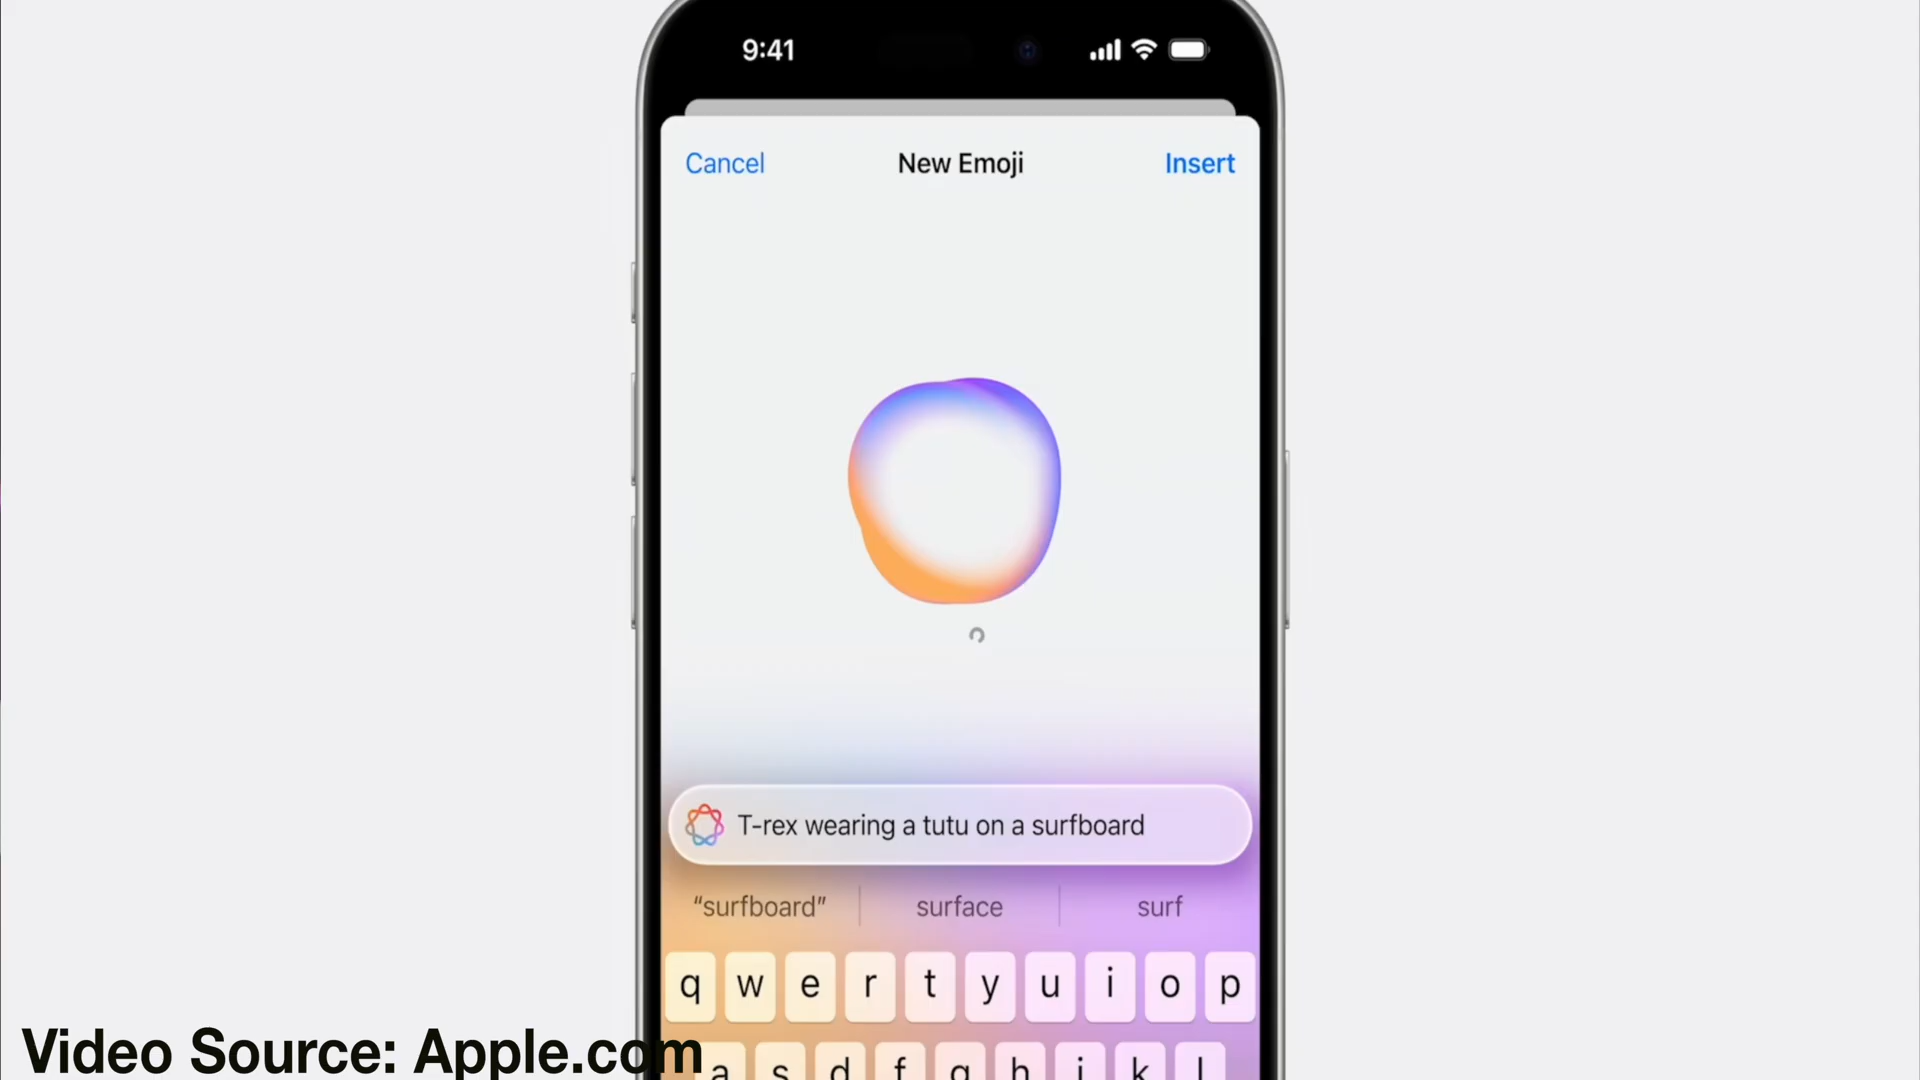 9:41
Cancel New Emoji Insert
T-rex wearing a tutu on a surfboard
“surfboard” surface surf
q w e r t y u i o p
a s d f g h j k l
Video Source: Apple.com